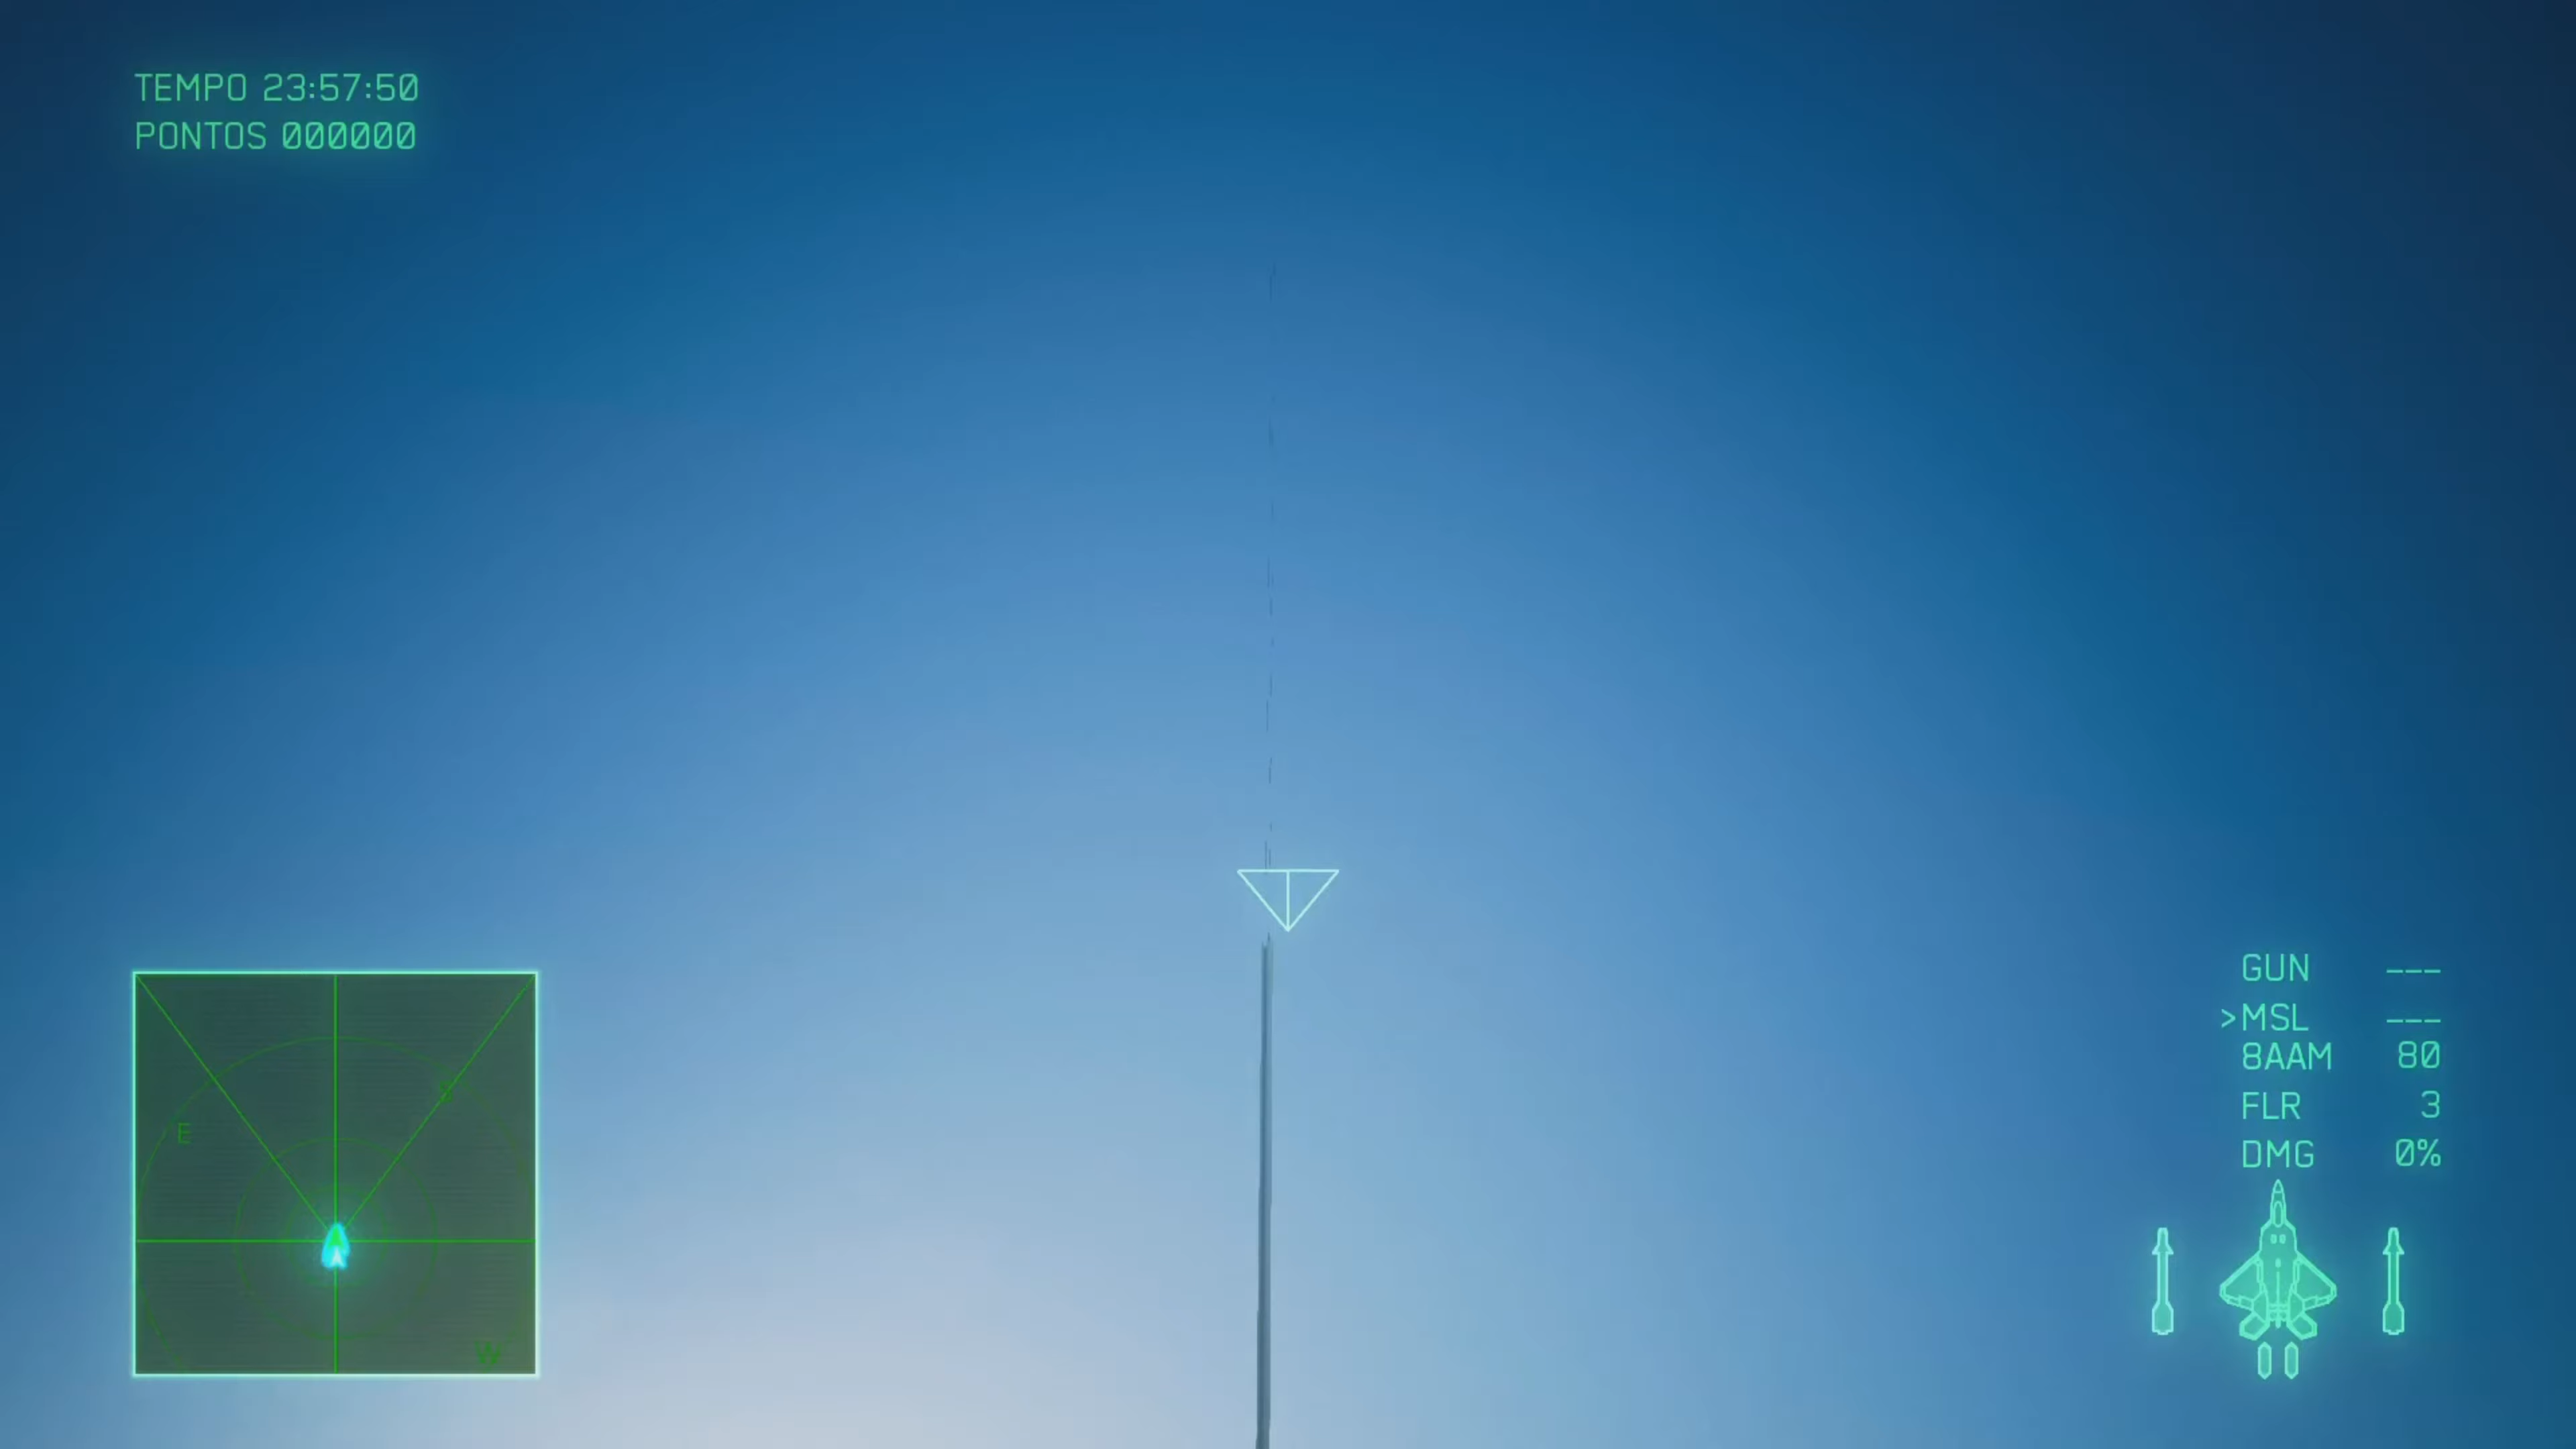 TEMPO 23:57:50
PONTOS 000000
GUN ---
>MSL ---
8AAM 80
FLR 3
DMG 0%
E
W